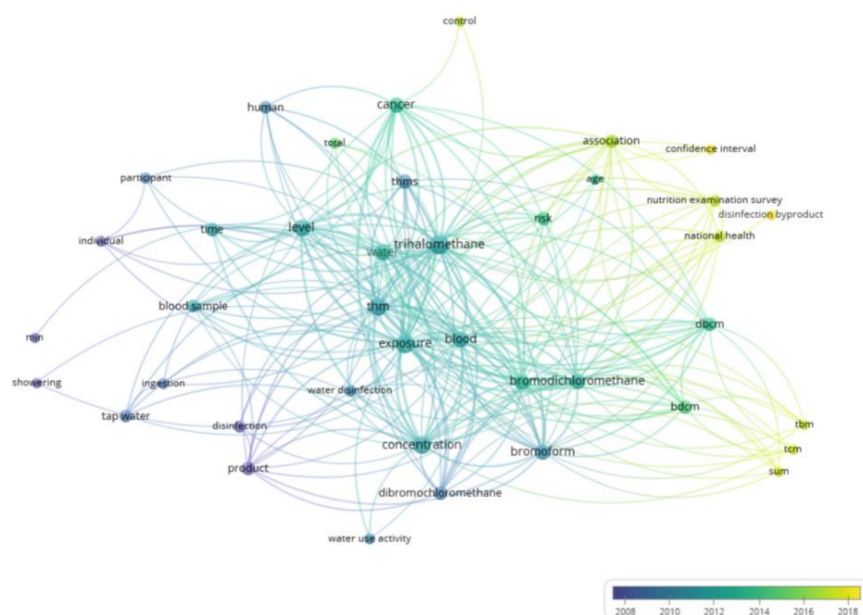 control
human
cancer
total
association
confidence interval
participant
thms
age
nutrition examination survey
disinfection byproduct
individual
time
level
risk
national health
water
trihalomethane
blood sample
thm
dbcm
min
exposure
blood
showering
ingestion
water disinfection
bromodichloromethane
tap water
bdcm
disinfection
tbm
concentration
bromoform
tcm
product
sum
dibromochloromethane
water use activity
2008 2010 2012 2014 2016 2018